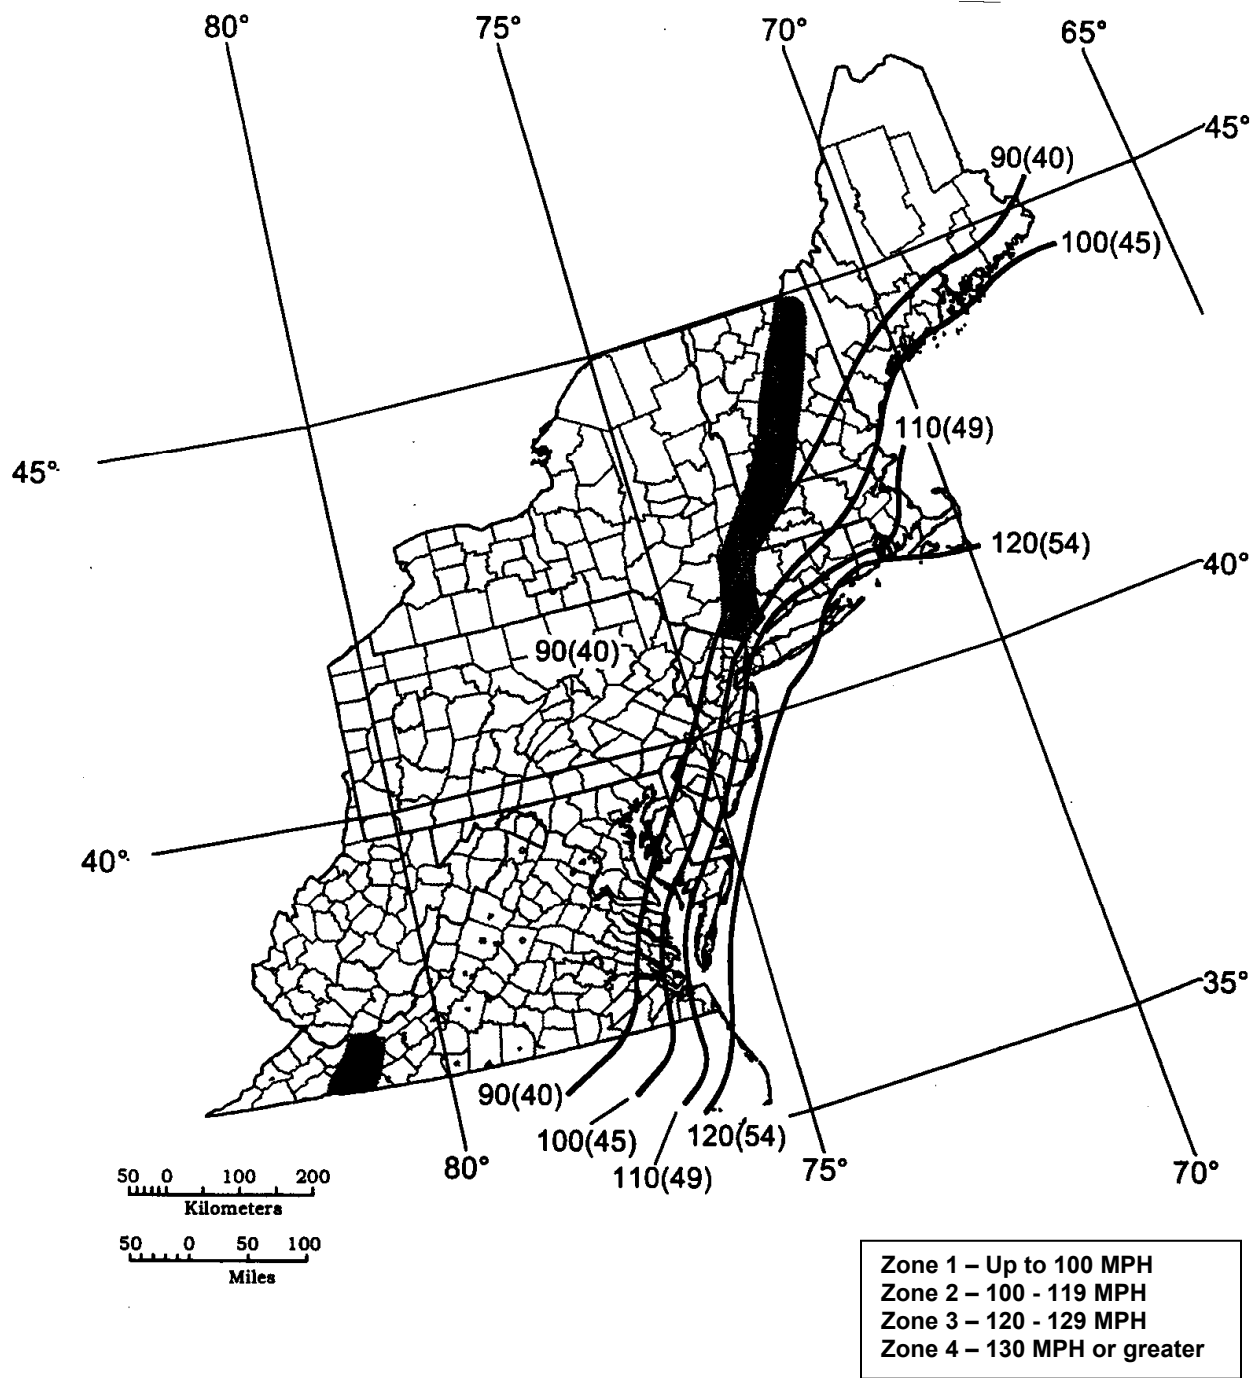 80°
75°
70°
65°
45°
90(40)
100(45)
110(49)
45°
120(54)
40°
90(40)
40°
35°
90(40)
100(45)
120(54)
110(49)
80°
75°
70°
50 0 100 200
Kilometers
50 0 50 100
Miles
Zone 1 – Up to 100 MPH
Zone 2 – 100 - 119 MPH
Zone 3 – 120 - 129 MPH
Zone 4 – 130 MPH or greater